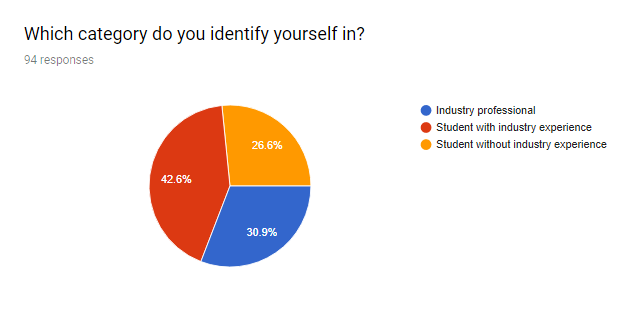 Which category do you identify yourself in?
94 responses
Industry professional
Student with industry experience
Student without industry experience
26.6%
42.6%
30.9%